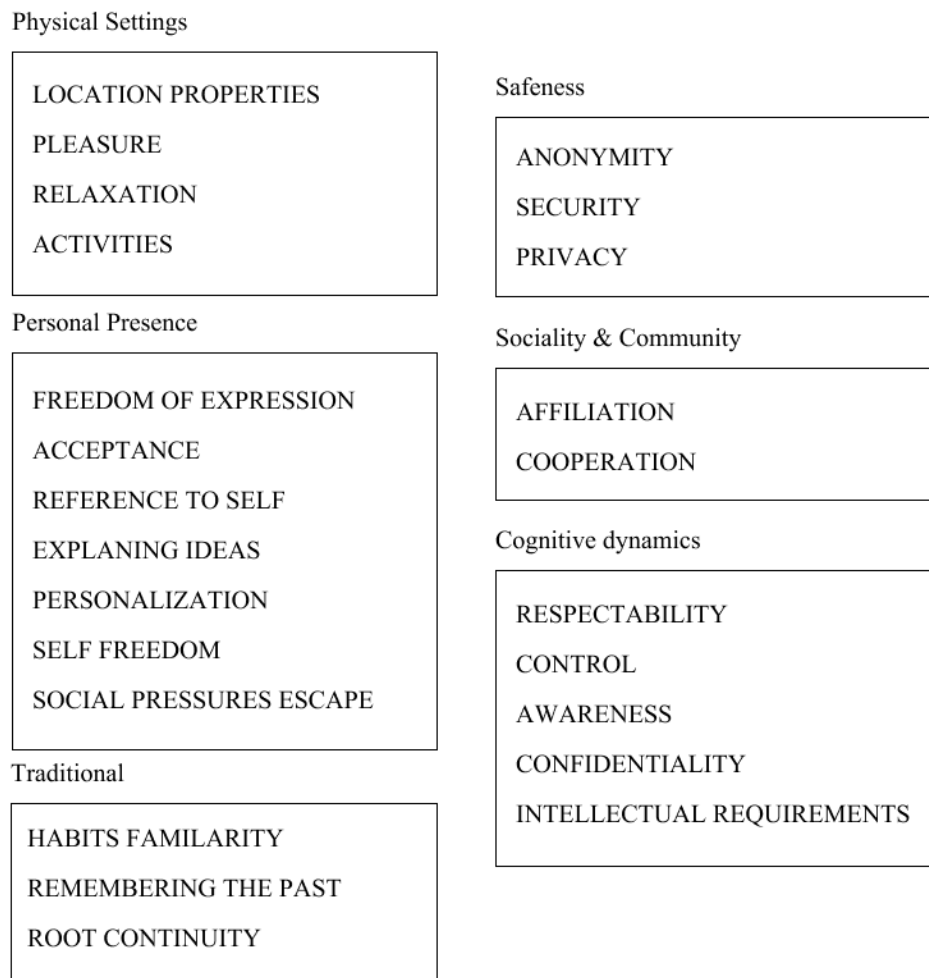 Physical Settings
LOCATION PROPERTIES
PLEASURE
RELAXATION
ACTIVITIES
Personal Presence
FREEDOM OF EXPRESSION
ACCEPTANCE
REFERENCE TO SELF
EXPLANING IDEAS
PERSONALIZATION
SELF FREEDOM
SOCIAL PRESSURES ESCAPE
Traditional
HABITS FAMILARITY
REMEMBERING THE PAST
ROOT CONTINUITY
Safeness
ANONYMITY
SECURITY
PRIVACY
Sociality & Community
AFFILIATION
COOPERATION
Cognitive dynamics
RESPECTABILITY
CONTROL
AWARENESS
CONFIDENTIALITY
INTELLECTUAL REQUIREMENTS